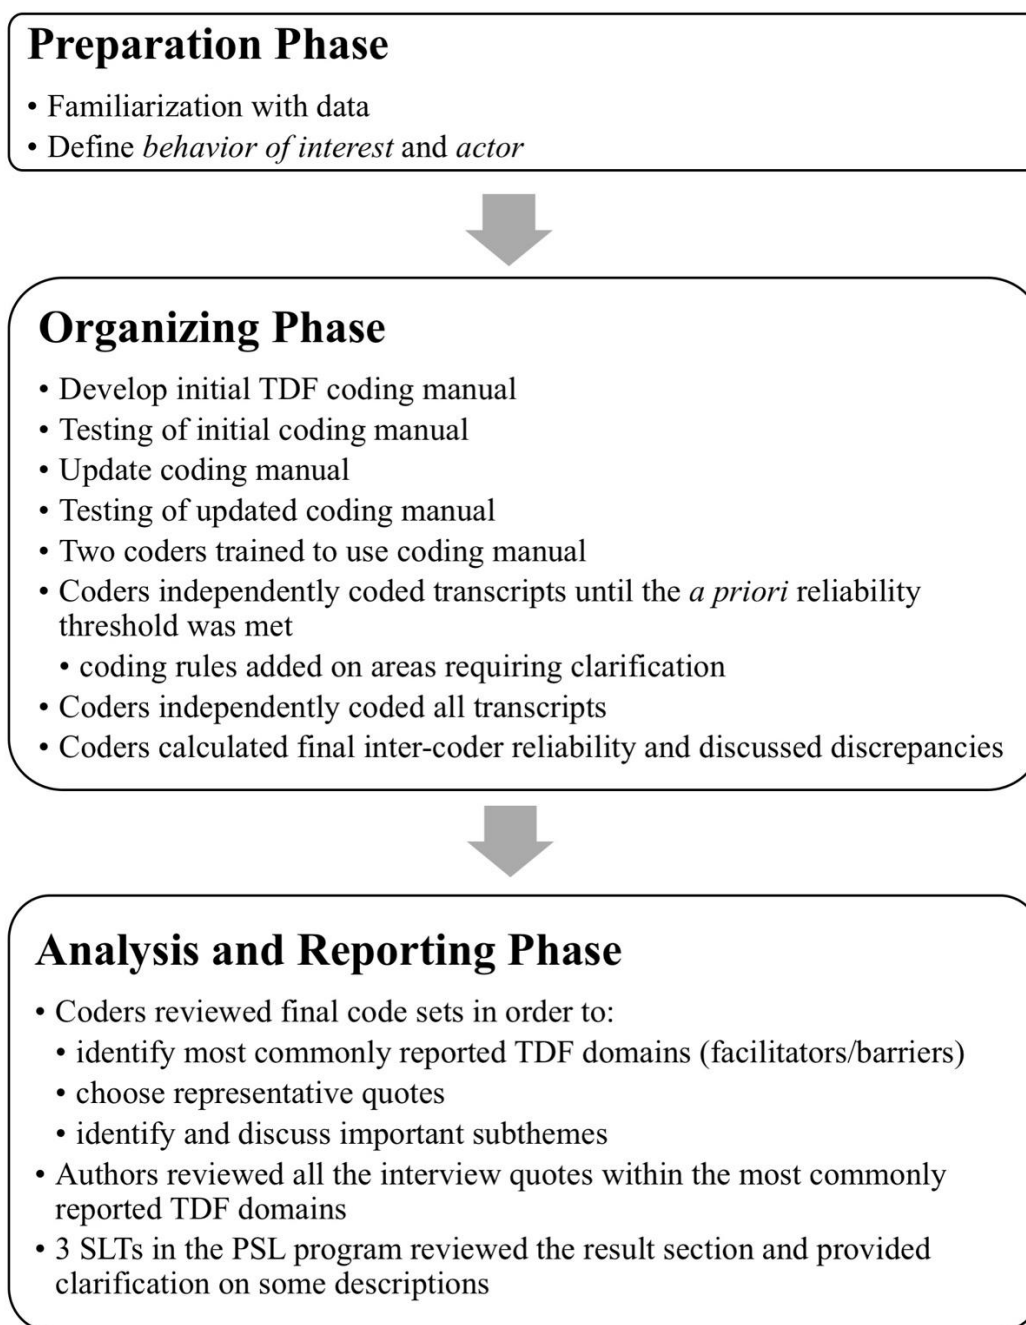 Preparation Phase
• Familiarization with data
• Define behavior of interest and actor
Organizing Phase
• Develop initial TDF coding manual
• Testing of initial coding manual
• Update coding manual
• Testing of updated coding manual
• Two coders trained to use coding manual
• Coders independently coded transcripts until the a priori reliability
threshold was met
• coding rules added on areas requiring clarification
• Coders independently coded all transcripts
• Coders calculated final inter-coder reliability and discussed discrepancies
Analysis and Reporting Phase
• Coders reviewed final code sets in order to:
• identify most commonly reported TDF domains (facilitators/barriers)
• choose representative quotes
• identify and discuss important subthemes
• Authors reviewed all the interview quotes within the most commonly
reported TDF domains
• 3 SLTs in the PSL program reviewed the result section and provided
clarification on some descriptions